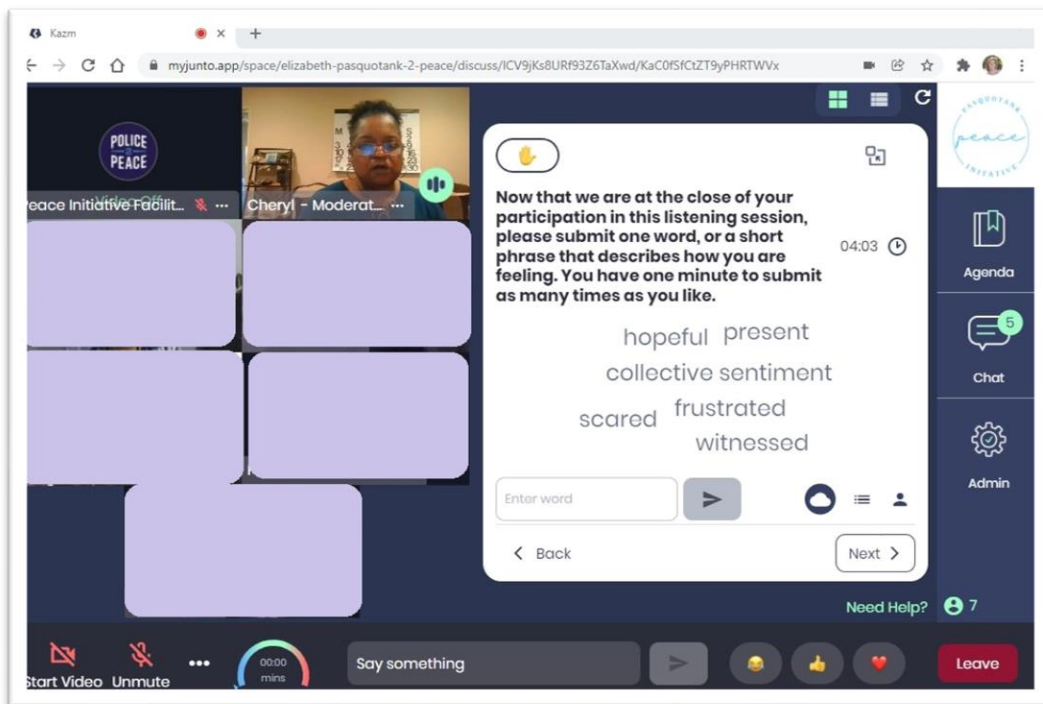 Kazm
myjunto.app/space/elizabeth-pasquotank-2-peace/discuss/ICV9jKs8URf93Z6TaXwd/KaC0fSfCtZT9yPHRTWVx
POLICE
PEACE
Video Off
eace Initiative Facilit... ...
Cheryl - Moderat... ...
Now that we are at the close of your
participation in this listening session,
please submit one word, or a short
phrase that describes how you are
feeling. You have one minute to submit
as many times as you like.
04:03
hopeful present
collective sentiment
scared frustrated
witnessed
Enter word
Back
Next
Need Help?
7
PASQUOTANK
peace
INITIATIVE
Agenda
5
Chat
Admin
Start Video
Unmute
...
00:00
mins
Say something
Leave